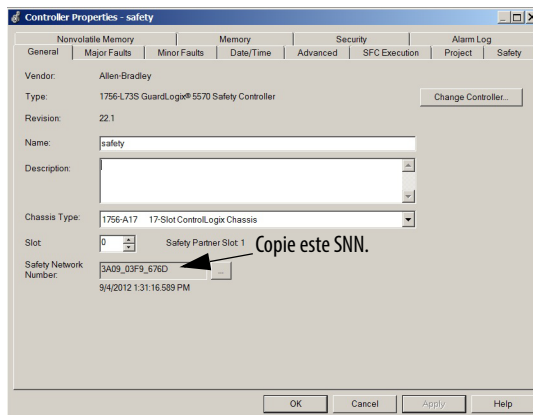 Controller Properties - safety
Nonvolatile Memory Memory Security Alarm Log
General Major Faults Minor Faults Date/Time Advanced SFC Execution Project Safety
Vendor: Allen-Bradley
Type: 1756-L73S GuardLogix® 5570 Safety Controller Change Controller...
Revision: 22.1
Name: safety
Description:
Chassis Type: 1756-A17 17-Slot ControlLogix Chassis
Slot: 0 Safety Partner Slot: 1
Copie este SNN.
Safety Network
Number: 3A09_03F9_676D ...
9/4/2012 1:31:16.589 PM
OK Cancel Apply Help